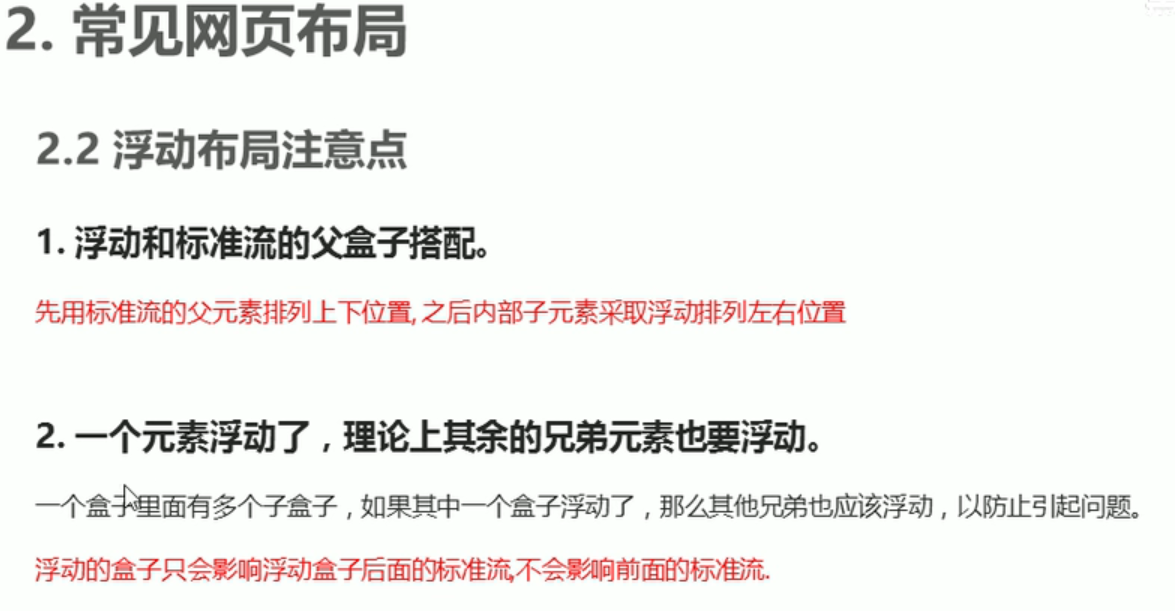 2. 常见网页布局
2.2 浮动布局注意点
1. 浮动和标准流的父盒子搭配。
先用标准流的父元素排列上下位置, 之后内部子元素采取浮动排列左右位置
2. 一个元素浮动了，理论上其余的兄弟元素也要浮动。
一个盒子里面有多个子盒子，如果其中一个盒子浮动了，那么其他兄弟也应该浮动，以防止引起问题。
浮动的盒子只会影响浮动盒子后面的标准流,不会影响前面的标准流.